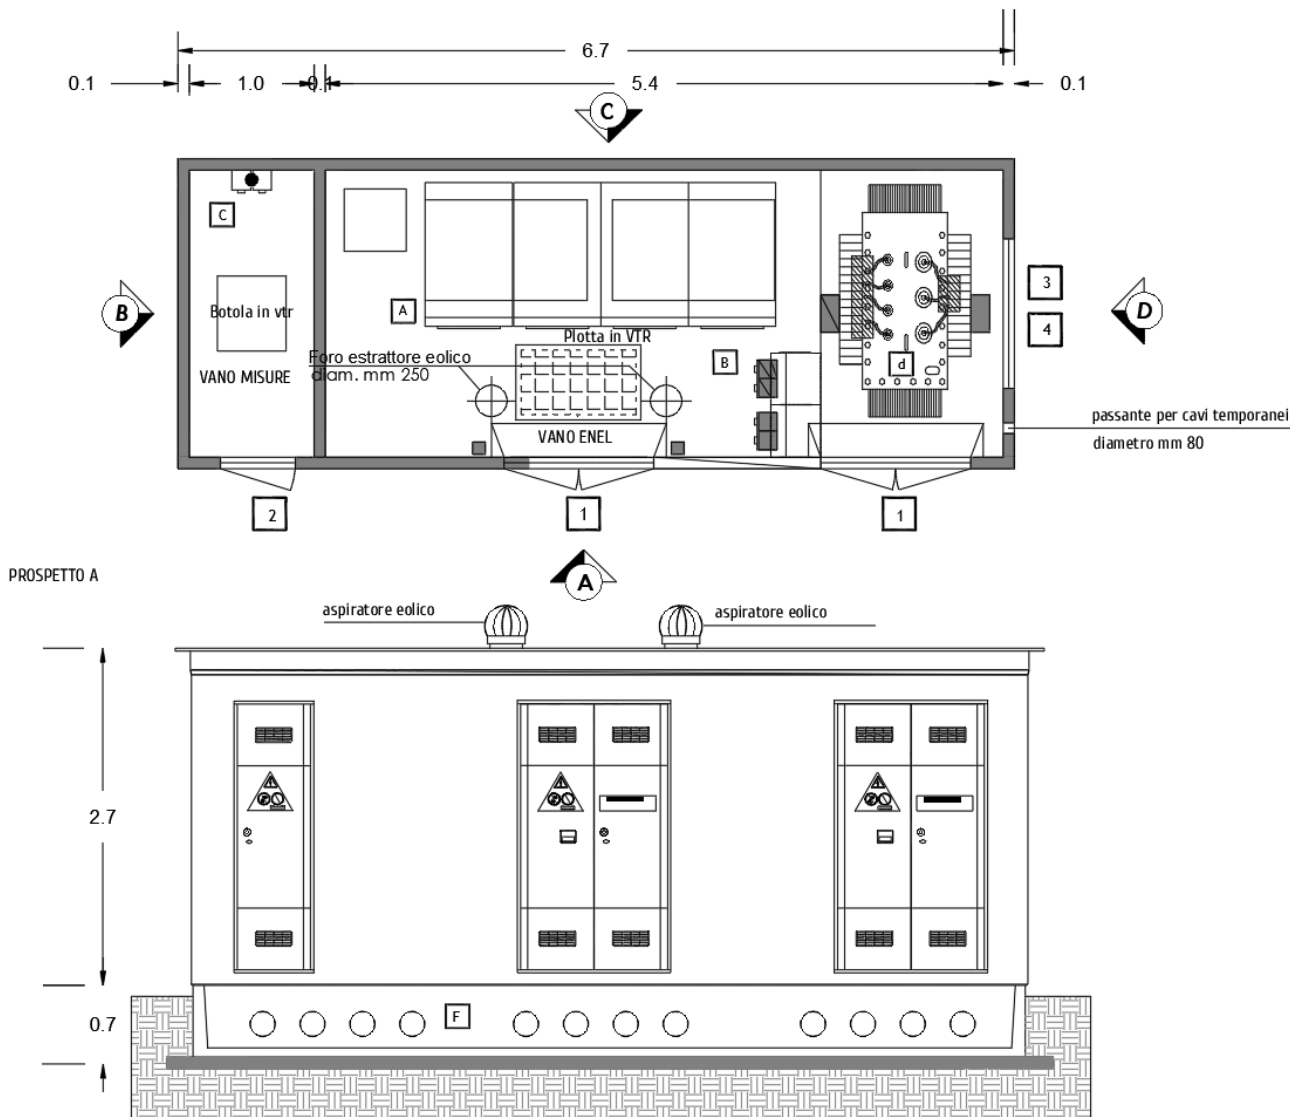 6.7
0.1
1.0
0.1
5.4
0.1
C
C
A
Botola in vtr
VANO MISURE
Plotta in VTR
Foro estrattore eolico
diam. mm 250
B
d
VANO ENEL
B
3
4
D
passante per cavi temporanei
diametro mm 80
2
1
1
A
PROSPETTO A
aspiratore eolico
aspiratore eolico
2.7
0.7
F